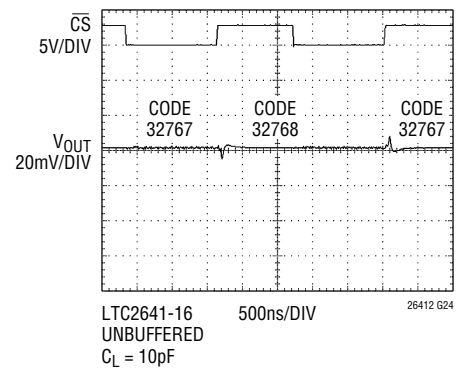 CS
5V/DIV
CODE
32767
CODE
32768
CODE
32767
VOUT
20mV/DIV
LTC2641-16
500ns/DIV
26412 G24
UNBUFFERED
CL = 10pF